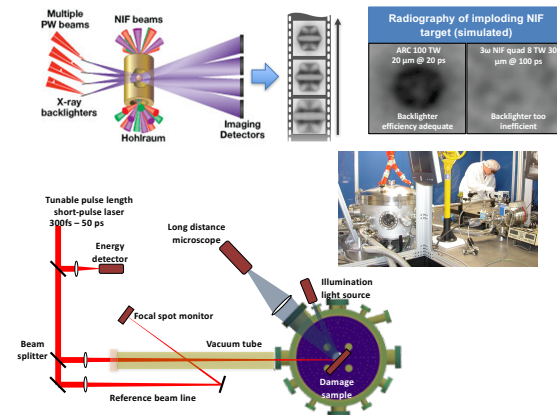 Multiple
PW beams
NIF beams
X-ray
backlighters
Hohlraum
Imaging
Detectors
Radiography of imploding NIF
target (simulated)
ARC 100 TW
20 μm @ 20 ps
Backlighter
efficiency adequate
3ω NIF quad 8 TW 30
μm @ 100 ps
Backlighter too
inefficient
Tunable pulse length
short-pulse laser
300fs – 50 ps
Energy
detector
Long distance
microscope
Illumination
light source
Focal spot monitor
Beam
splitter
Vacuum tube
Reference beam line
Damage
sample